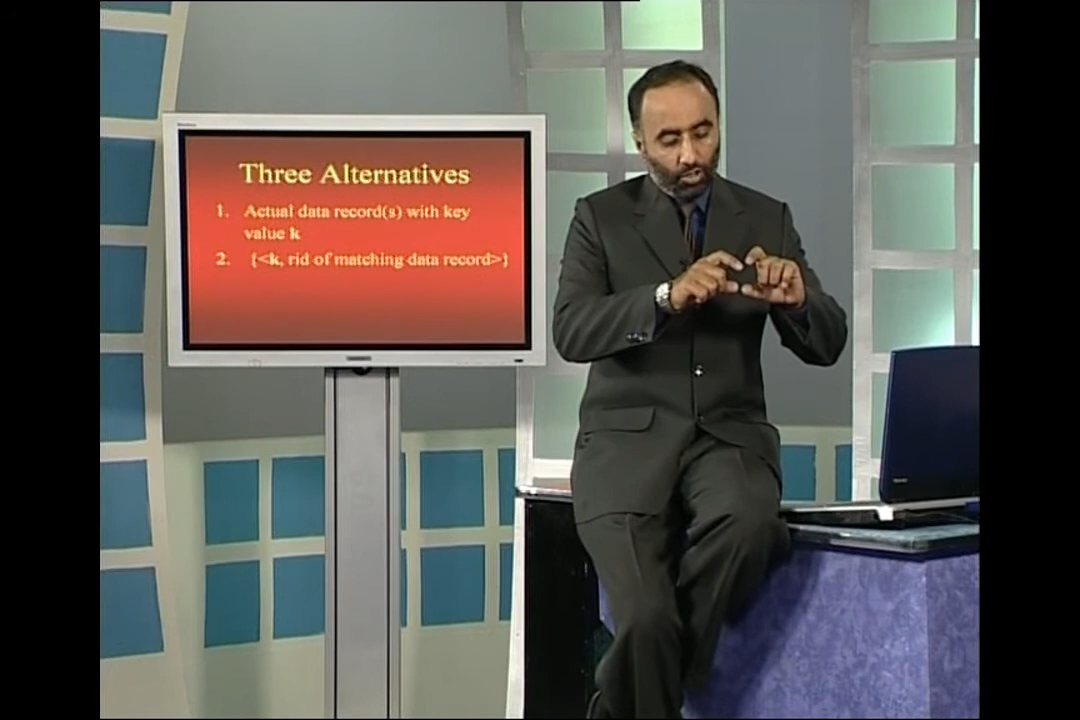 Three Alternatives
1. Actual data record(s) with key
value k
2. {<k, rid of matching data record>}